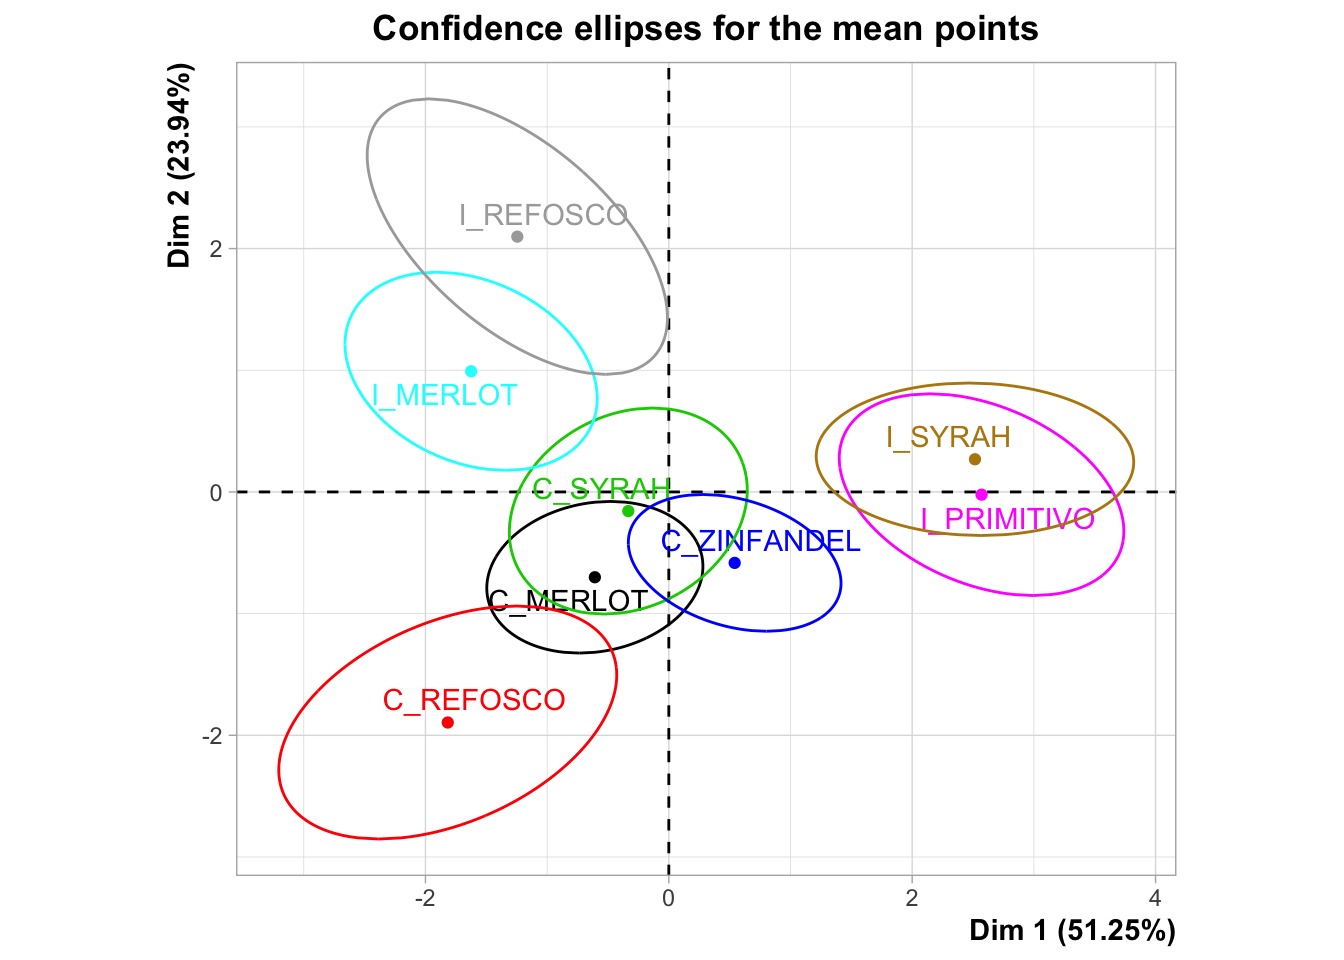 Confidence ellipses for the mean points
Dim 2 (23.94%)
I_REFOSCO
2
I_MERLOT
I_SYRAH
C_SYRAH
0
I_PRIMITIVO
C_ZINFANDEL
C_MERLOT
C_REFOSCO
-2
-2 0 2 4
Dim 1 (51.25%)